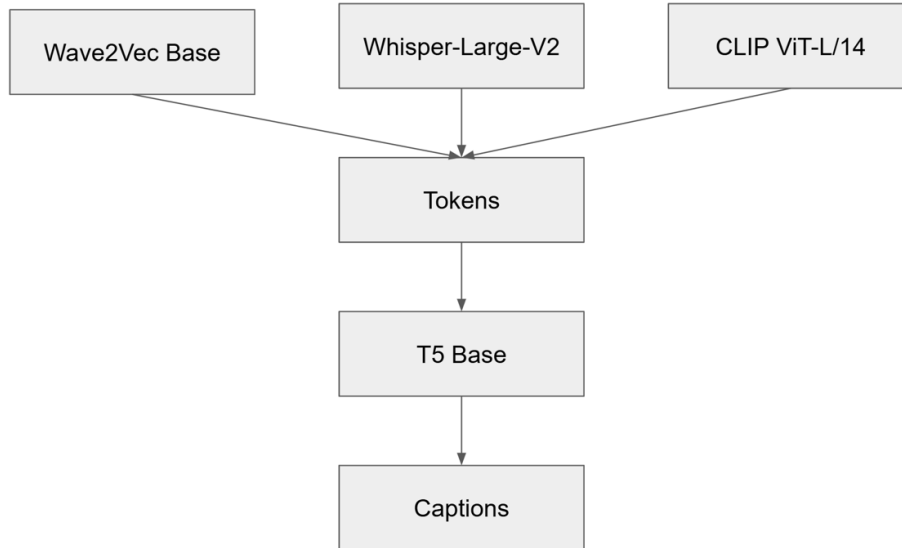 Wave2Vec Base
Whisper-Large-V2
CLIP ViT-L/14
Tokens
T5 Base
Captions